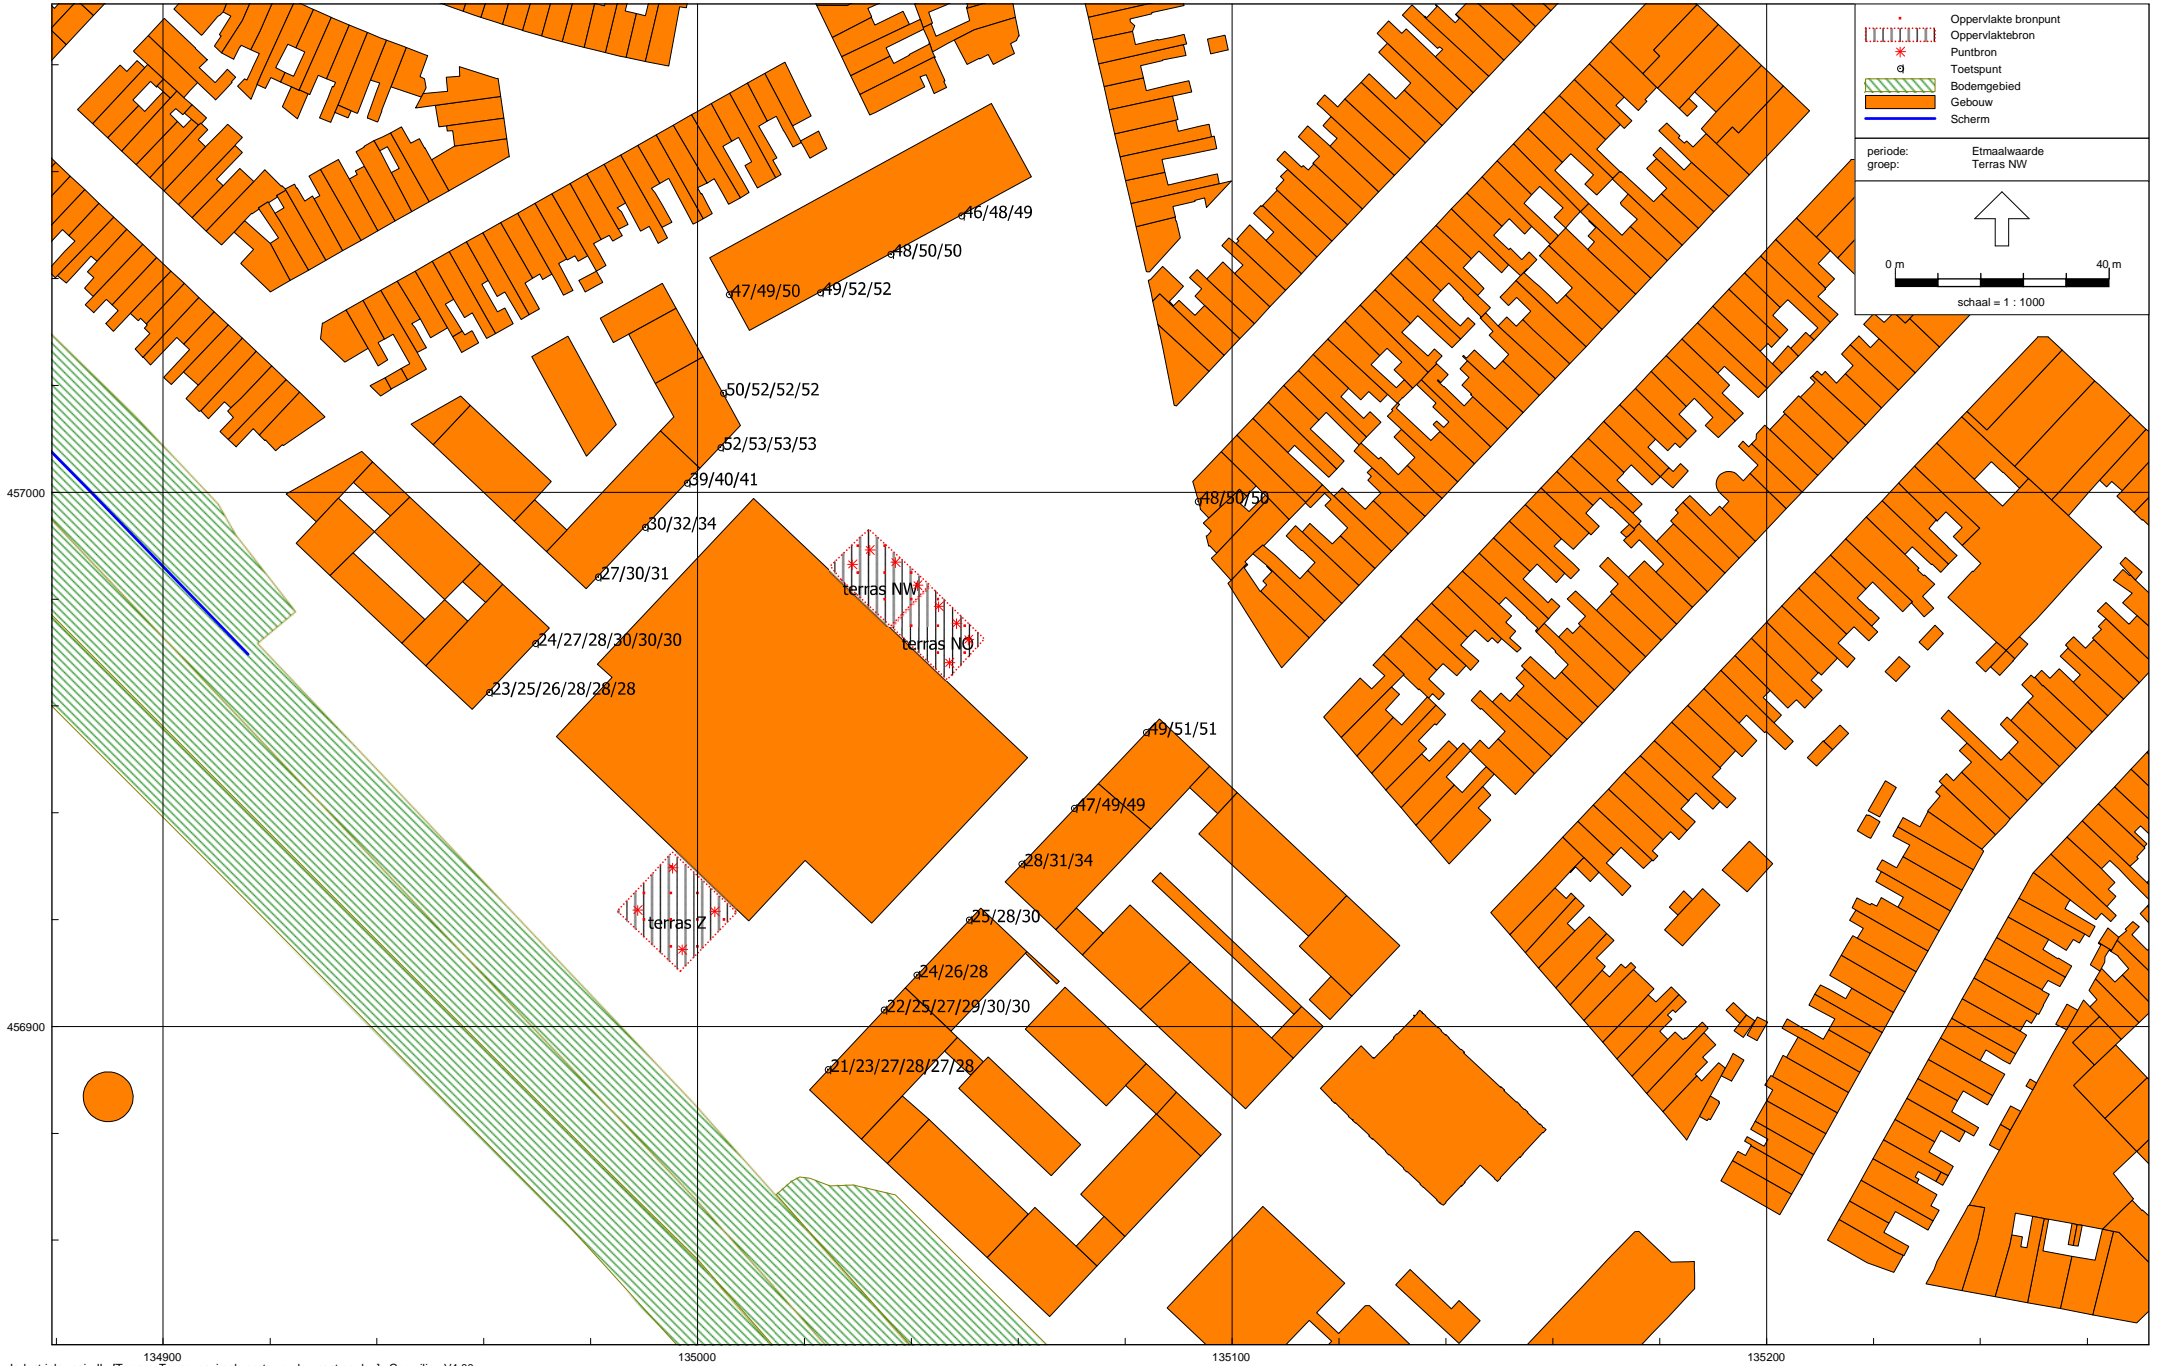 Oppervlakte bronpunt
Oppervlaktebron
Puntbron
Toetspunt
Bodemgebied
Gebouw
Scherm
periode: Etmaalwaarde
groep: Terras NW
0 m 40 m
schaal = 1 : 1000
46/48/49
48/50/50
47/49/50
49/52/52
50/52/52/52
52/53/53/53
39/40/41
457000
48/50/50
30/32/34
27/30/31
terras NW
24/27/28/30/30/30
terras NO
23/25/26/28/28/28
49/51/51
47/49/49
28/31/34
25/28/30
terras Z
24/26/28
22/25/27/29/30/30
456900
21/23/27/28/27/28
134900 135000 135100 135200